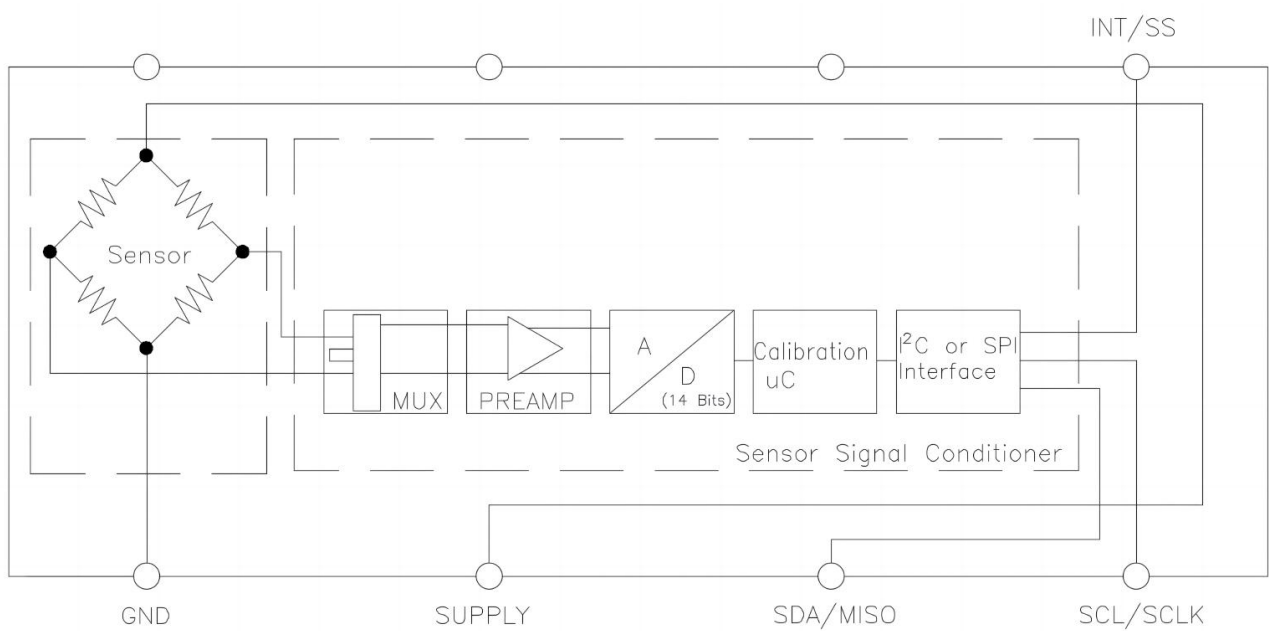 INT/SS
Sensor
MUX
PREAMP
A
D
(14 Bits)
Calibration
uC
I²C or SPI
Interface
Sensor Signal Conditioner
GND
SUPPLY
SDA/MISO
SCL/SCLK